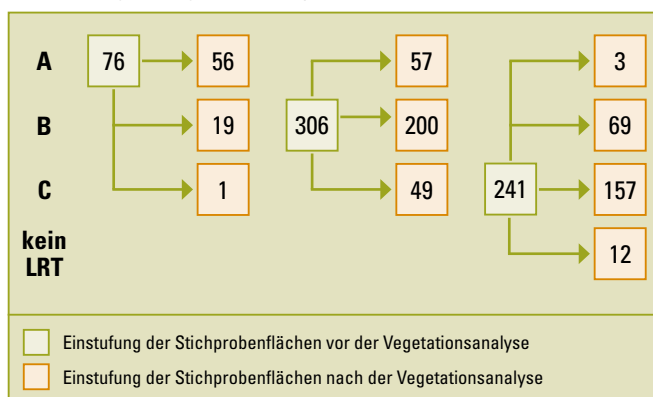 A 76 56 57 3
B 19 306 200 69
C 1 49 241 157
kein
LRT 12
Einstufung der Stichprobenflächen vor der Vegetationsanalyse
Einstufung der Stichprobenflächen nach der Vegetationsanalyse